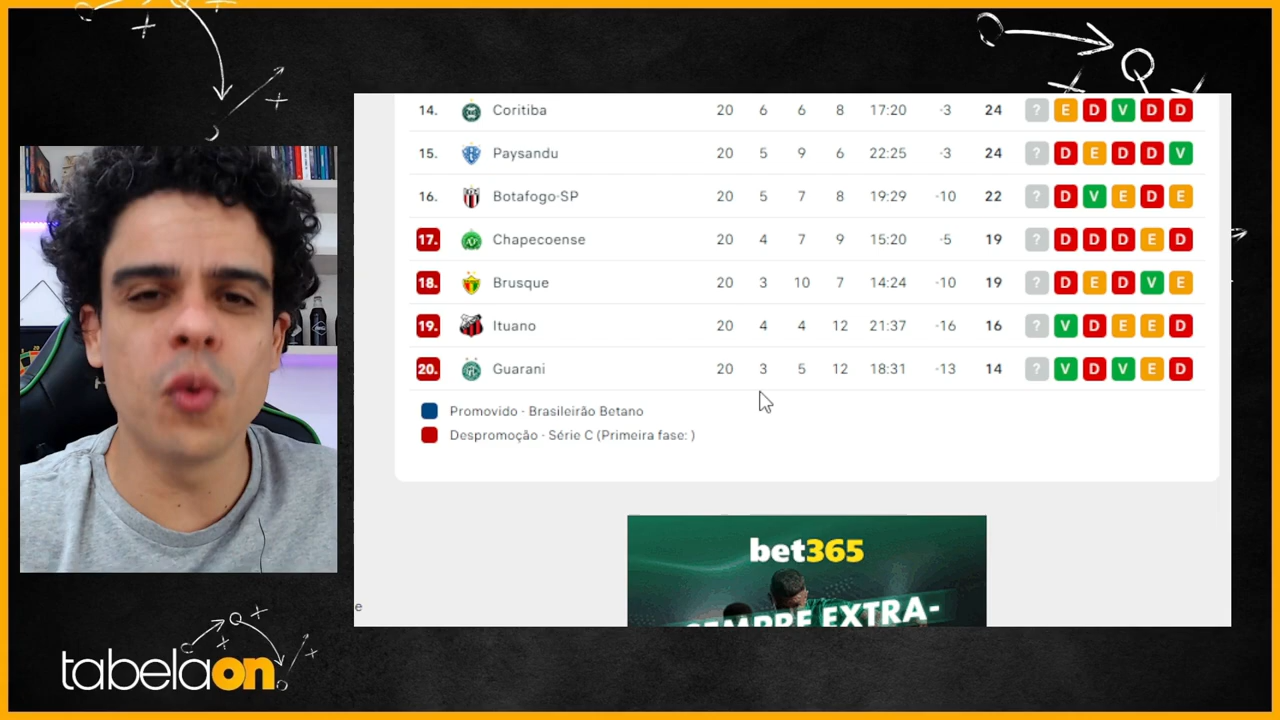 14. Coritiba 20 6 6 8 17:20 -3 24 ? E D V D D
15. Paysandu 20 5 9 6 22:25 -3 24 ? D E D D V
16. Botafogo-SP 20 5 7 8 19:29 -10 22 ? D V E D E
17. Chapecoense 20 4 7 9 15:20 -5 19 ? D D D E D
18. Brusque 20 3 10 7 14:24 -10 19 ? D E D V E
19. Ituano 20 4 4 12 21:37 -16 16 ? V D E E D
20. Guarani 20 3 5 12 18:31 -13 14 ? V D V E D
Promovido - Brasileirão Betano
Despromoção - Série C (Primeira fase: )
bet365
SEMPRE EXTRA-
e
tabelaon